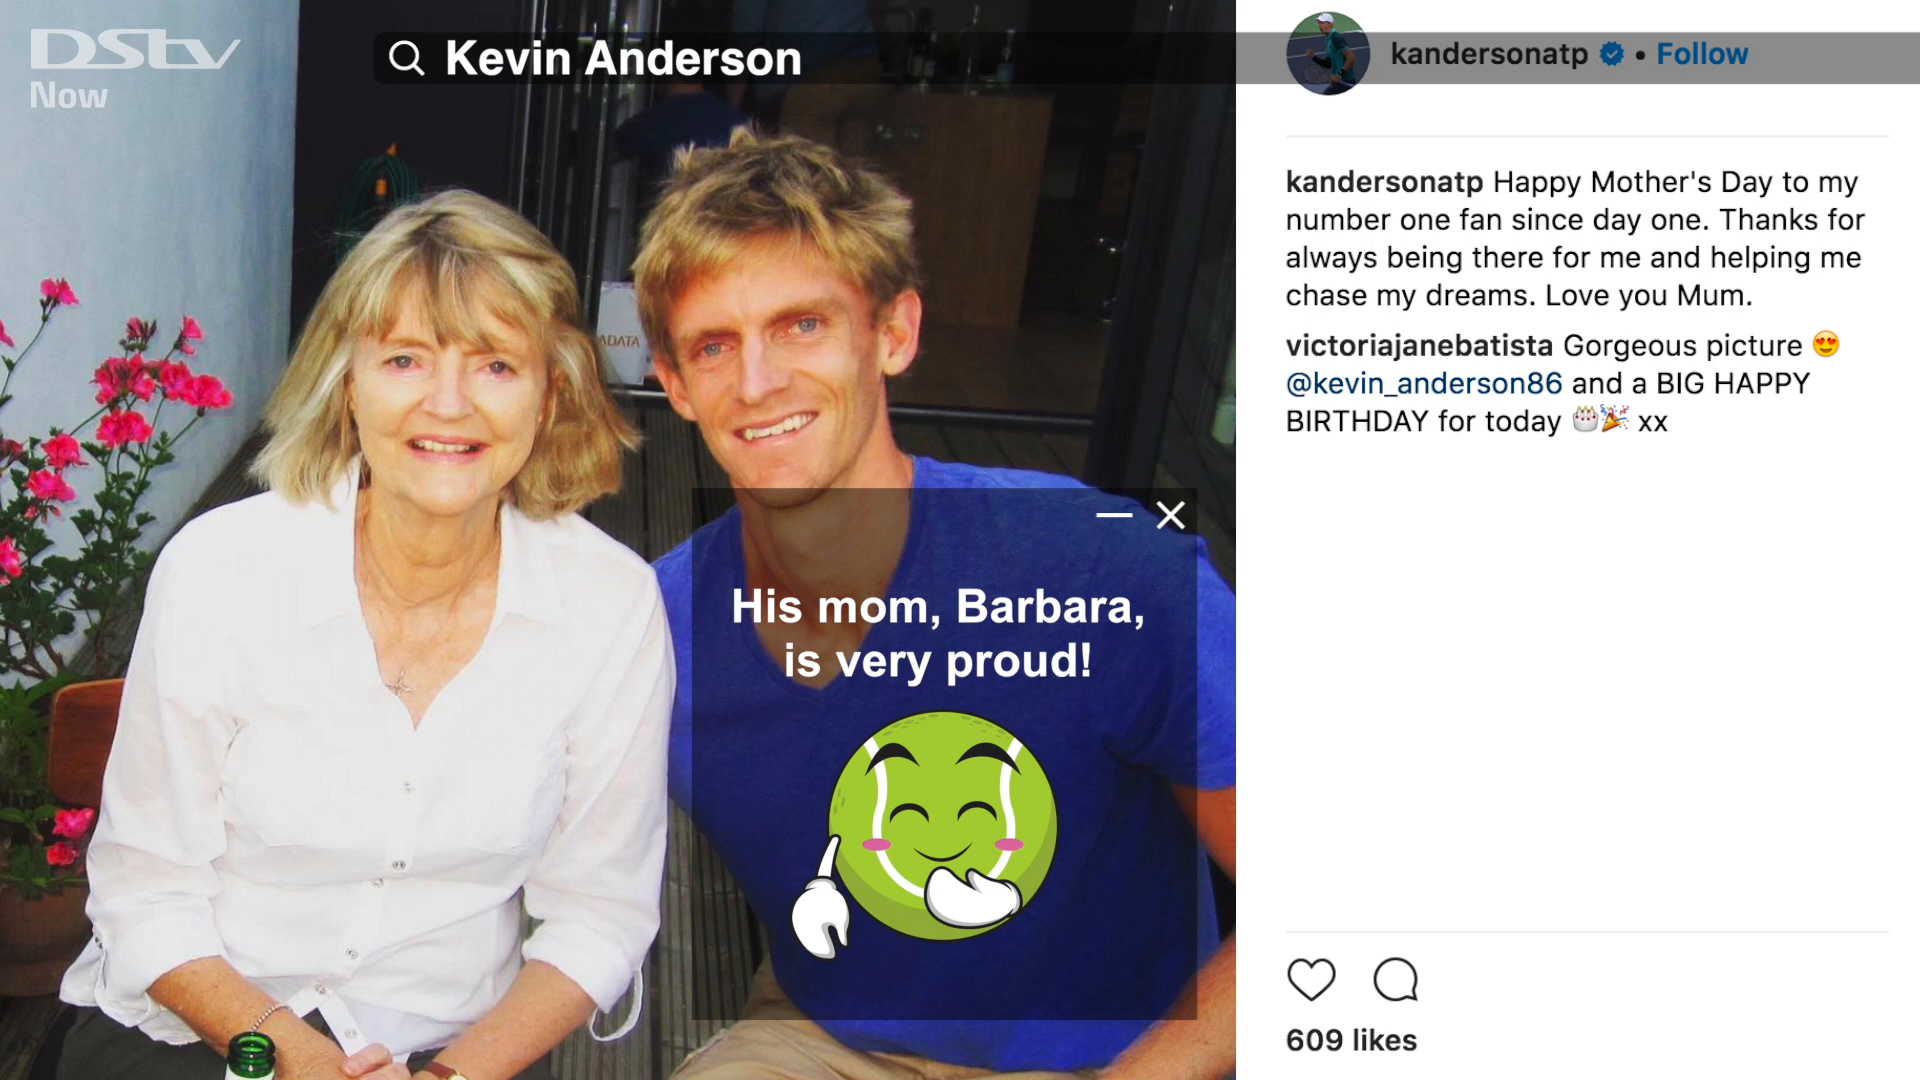 DStv
Now
Kevin Anderson
kandersonatp • Follow
kandersonatp Happy Mother's Day to my
number one fan since day one. Thanks for
always being there for me and helping me
chase my dreams. Love you Mum.
victoriajanebatista Gorgeous picture 😍
@kevin_anderson86 and a BIG HAPPY
BIRTHDAY for today 🎂🎉 xx
ADATA
His mom, Barbara,
is very proud!
609 likes